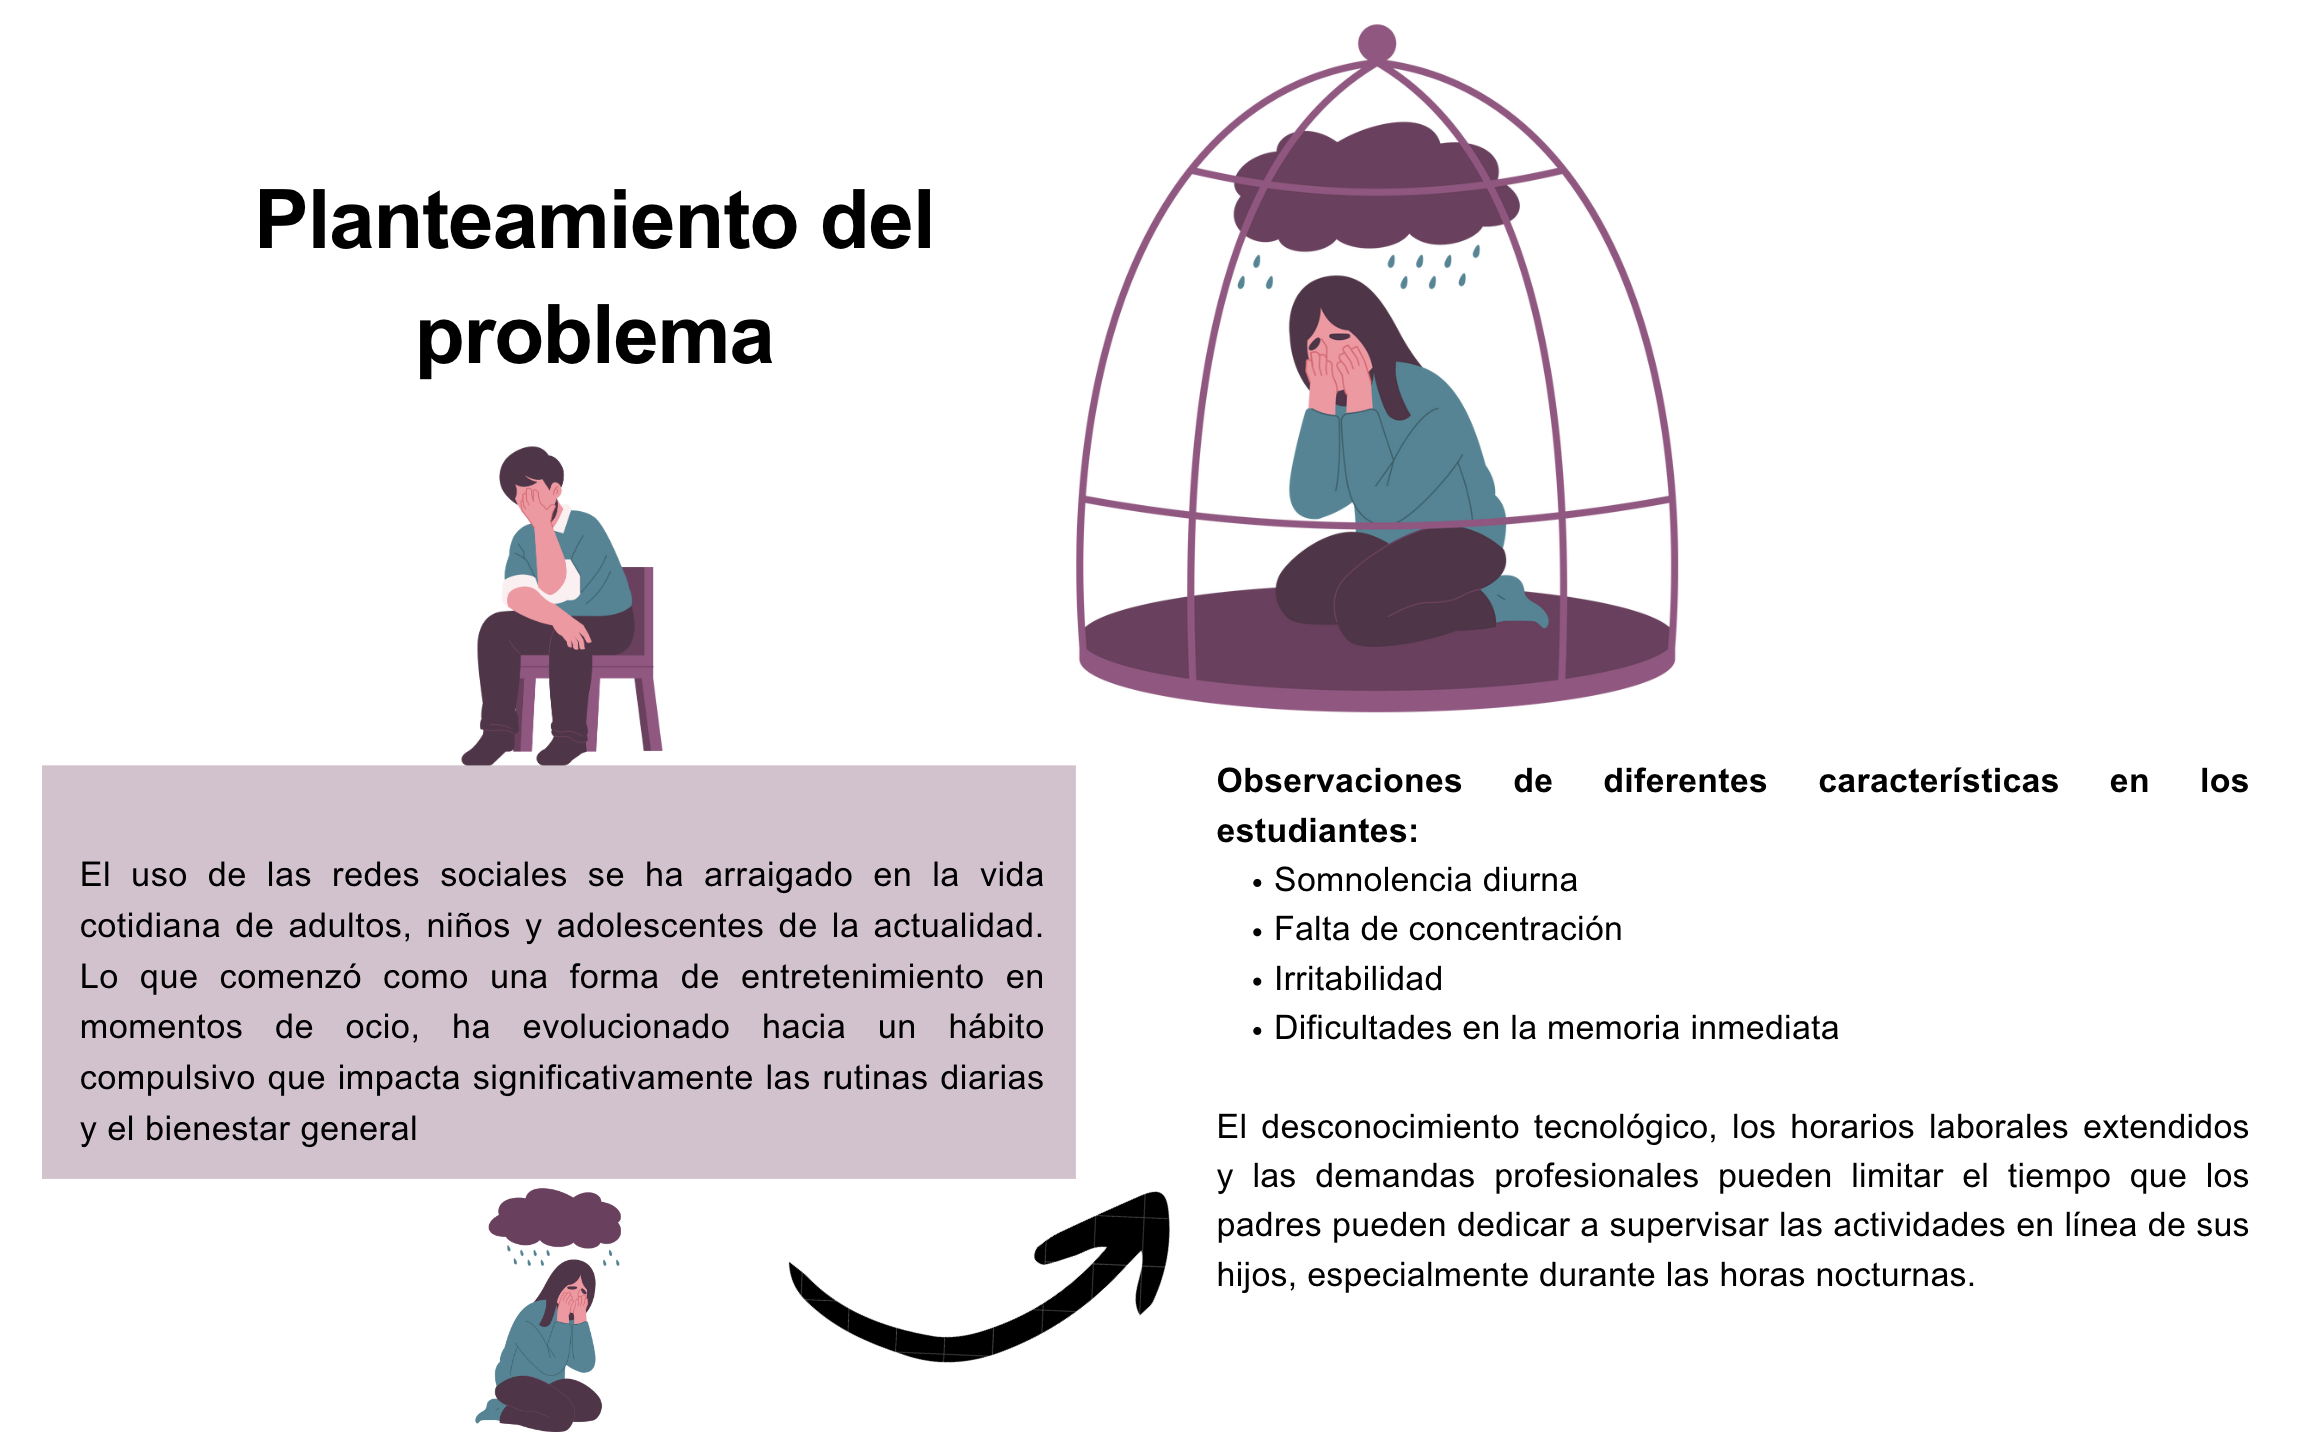 Planteamiento del
problema
El uso de las redes sociales se ha arraigado en la vida
cotidiana de adultos, niños y adolescentes de la actualidad.
Lo que comenzó como una forma de entretenimiento en
momentos de ocio, ha evolucionado hacia un hábito
compulsivo que impacta significativamente las rutinas diarias
y el bienestar general
Observaciones de diferentes características en los
estudiantes:
• Somnolencia diurna
• Falta de concentración
• Irritabilidad
• Dificultades en la memoria inmediata
El desconocimiento tecnológico, los horarios laborales extendidos
y las demandas profesionales pueden limitar el tiempo que los
padres pueden dedicar a supervisar las actividades en línea de sus
hijos, especialmente durante las horas nocturnas.